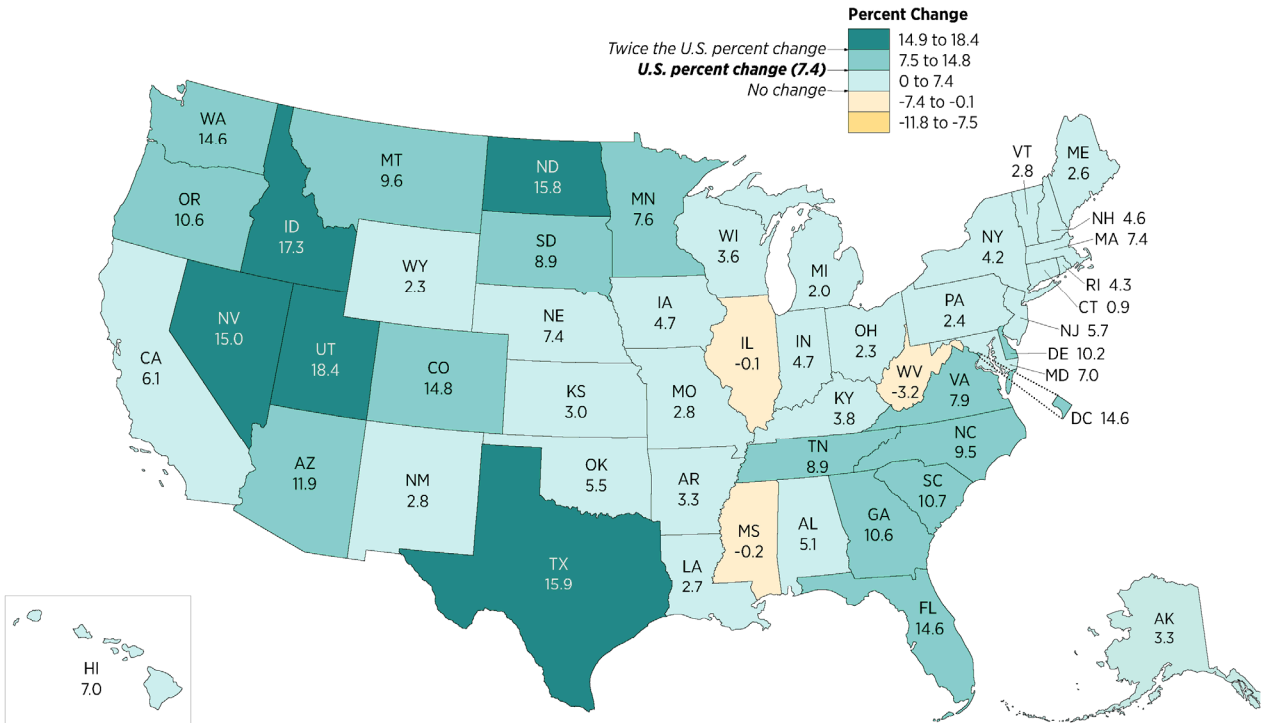 Percent Change
14.9 to 18.4
Twice the U.S. percent change
7.5 to 14.8
U.S. percent change (7.4)
0 to 7.4
No change
-7.4 to -0.1
-11.8 to -7.5
WA
14.6
MT
9.6
ND
15.8
MN
7.6
VT
2.8
ME
2.6
OR
10.6
ID
17.3
SD
8.9
WI
3.6
MI
2.0
NY
4.2
NH 4.6
MA 7.4
RI 4.3
CT 0.9
NJ 5.7
DE 10.2
MD 7.0
DC 14.6
WY
2.3
NE
7.4
IA
4.7
PA
2.4
NV
15.0
UT
18.4
CA
6.1
CO
14.8
KS
3.0
MO
2.8
IL
-0.1
IN
4.7
OH
2.3
WV
-3.2
VA
7.9
KY
3.8
AZ
11.9
NM
2.8
OK
5.5
AR
3.3
TN
8.9
NC
9.5
SC
10.7
TX
15.9
LA
2.7
MS
-0.2
AL
5.1
GA
10.6
FL
14.6
HI
7.0
AK
3.3